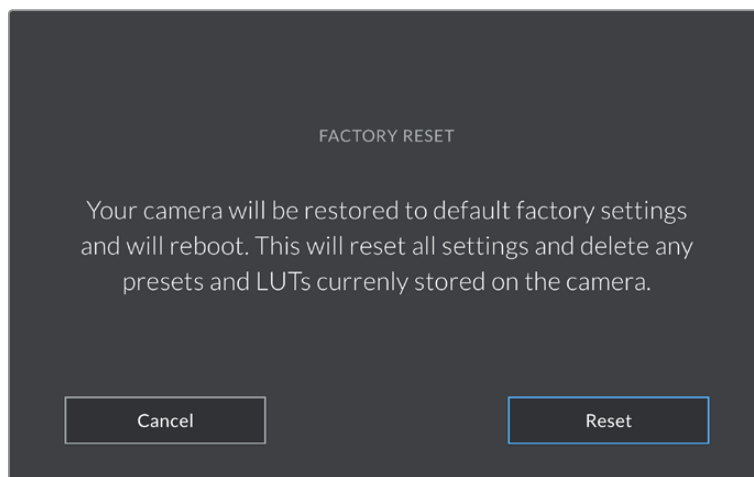 FACTORY RESET
Your camera will be restored to default factory settings
and will reboot. This will reset all settings and delete any
presets and LUTs currenly stored on the camera.
Cancel
Reset